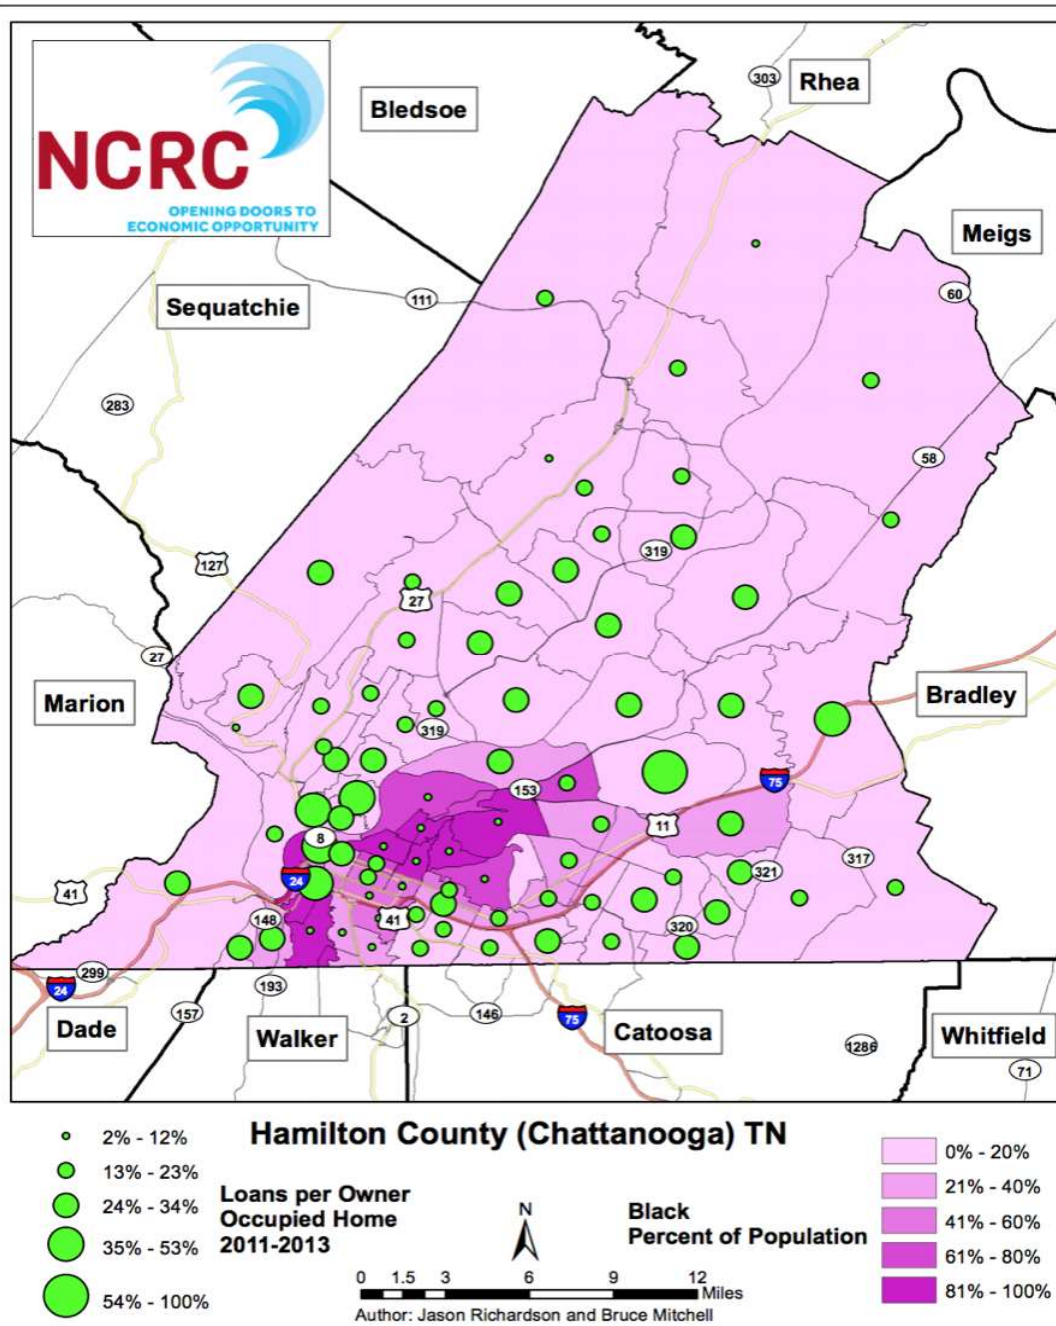 NCRC
OPENING DOORS TO
ECONOMIC OPPORTUNITY
Bledsoe
303
Rhea
Meigs
60
Sequatchie
111
283
58
127
319
27
27
Marion
Bradley
319
153
75
11
8
24
41
317
321
148
41
320
299
24
193
157
2
146
75
Dade
Walker
Catoosa
1286
Whitfield
71
Hamilton County (Chattanooga) TN
2% - 12%
13% - 23%
24% - 34%
35% - 53%
54% - 100%
Loans per Owner
Occupied Home
2011-2013
N
0 1.5 3 6 9 12
Miles
Author: Jason Richardson and Bruce Mitchell
Black
Percent of Population
0% - 20%
21% - 40%
41% - 60%
61% - 80%
81% - 100%